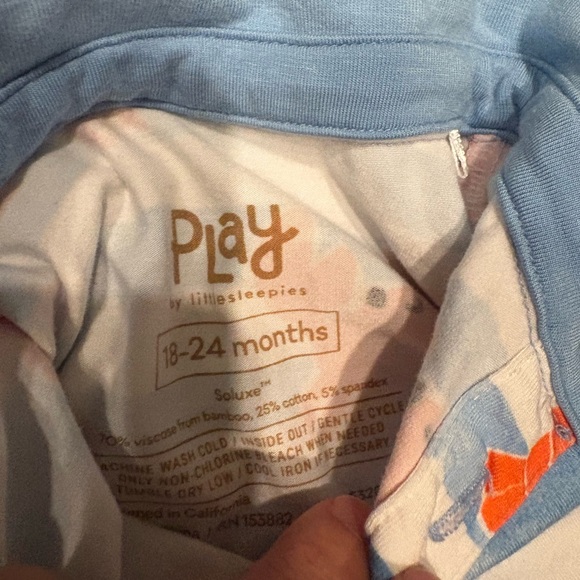 Play
by littlesleepies
18-24 months
Soluxe™
70% viscose from bamboo, 25% cotton, 5% spandex
MACHINE WASH COLD / INSIDE OUT / GENTLE CYCLE
ONLY NON-CHLORINE BLEACH WHEN NEEDED
TUMBLE DRY LOW / COOL IRON IF NECESSARY
in California
153882